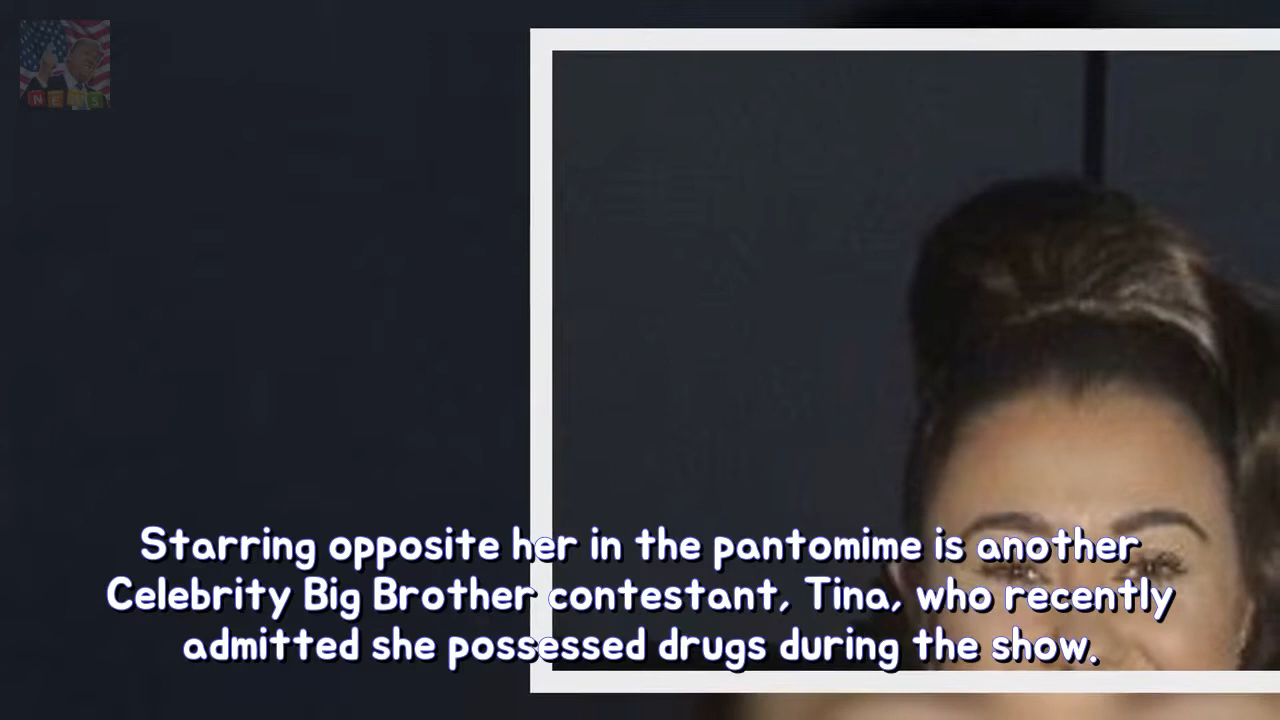 NEWS
Starring opposite her in the pantomime is another
Celebrity Big Brother contestant, Tina, who recently
admitted she possessed drugs during the show.